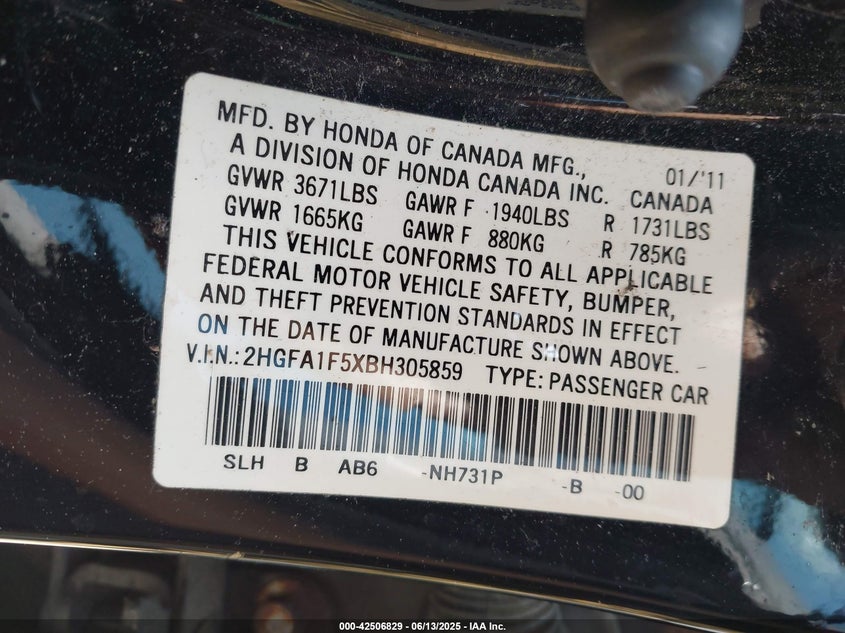 MFD. BY HONDA OF CANADA MFG., 01/'11
A DIVISION OF HONDA CANADA INC. CANADA
GVWR 3671LBS GAWR F 1940LBS R 1731LBS
GVWR 1665KG GAWR F 880KG R 785KG
THIS VEHICLE CONFORMS TO ALL APPLICABLE
FEDERAL MOTOR VEHICLE SAFETY, BUMPER,
AND THEFT PREVENTION STANDARDS IN EFFECT
ON THE DATE OF MANUFACTURE SHOWN ABOVE.
V.I.N.: 2HGFA1F5XBH305859 TYPE: PASSENGER CAR
SLH B AB6 -NH731P -B -00
000-42506829 - 06/13/2025 - IAA Inc.